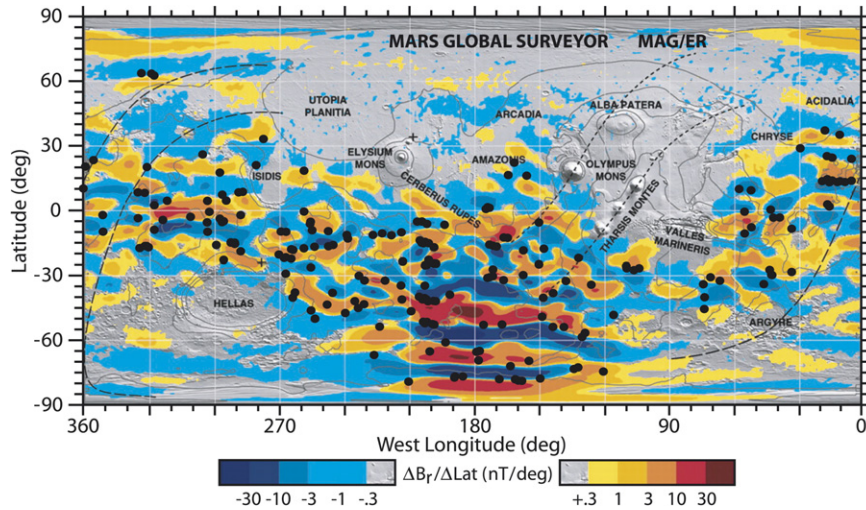 MARS GLOBAL SURVEYOR MAG/ER
90
60
30
0
-30
-60
-90
Latitude (deg)
UTOPIA
PLANITIA
ARCADIA
ALBA PATERA
ACIDALIA
CHRYSE
ELYSIUM
MONS
AMAZONIS
OLYMPUS
MONS
ISIDIS
CERBERUS RUPES
THARSIS MONTES
VALLES
MARINERIS
HELLAS
ARGYRE
360 270 180 90 0
West Longitude (deg)
ΔBr/ΔLat (nT/deg)
-30 -10 -3 -1 -.3
+.3 1 3 10 30